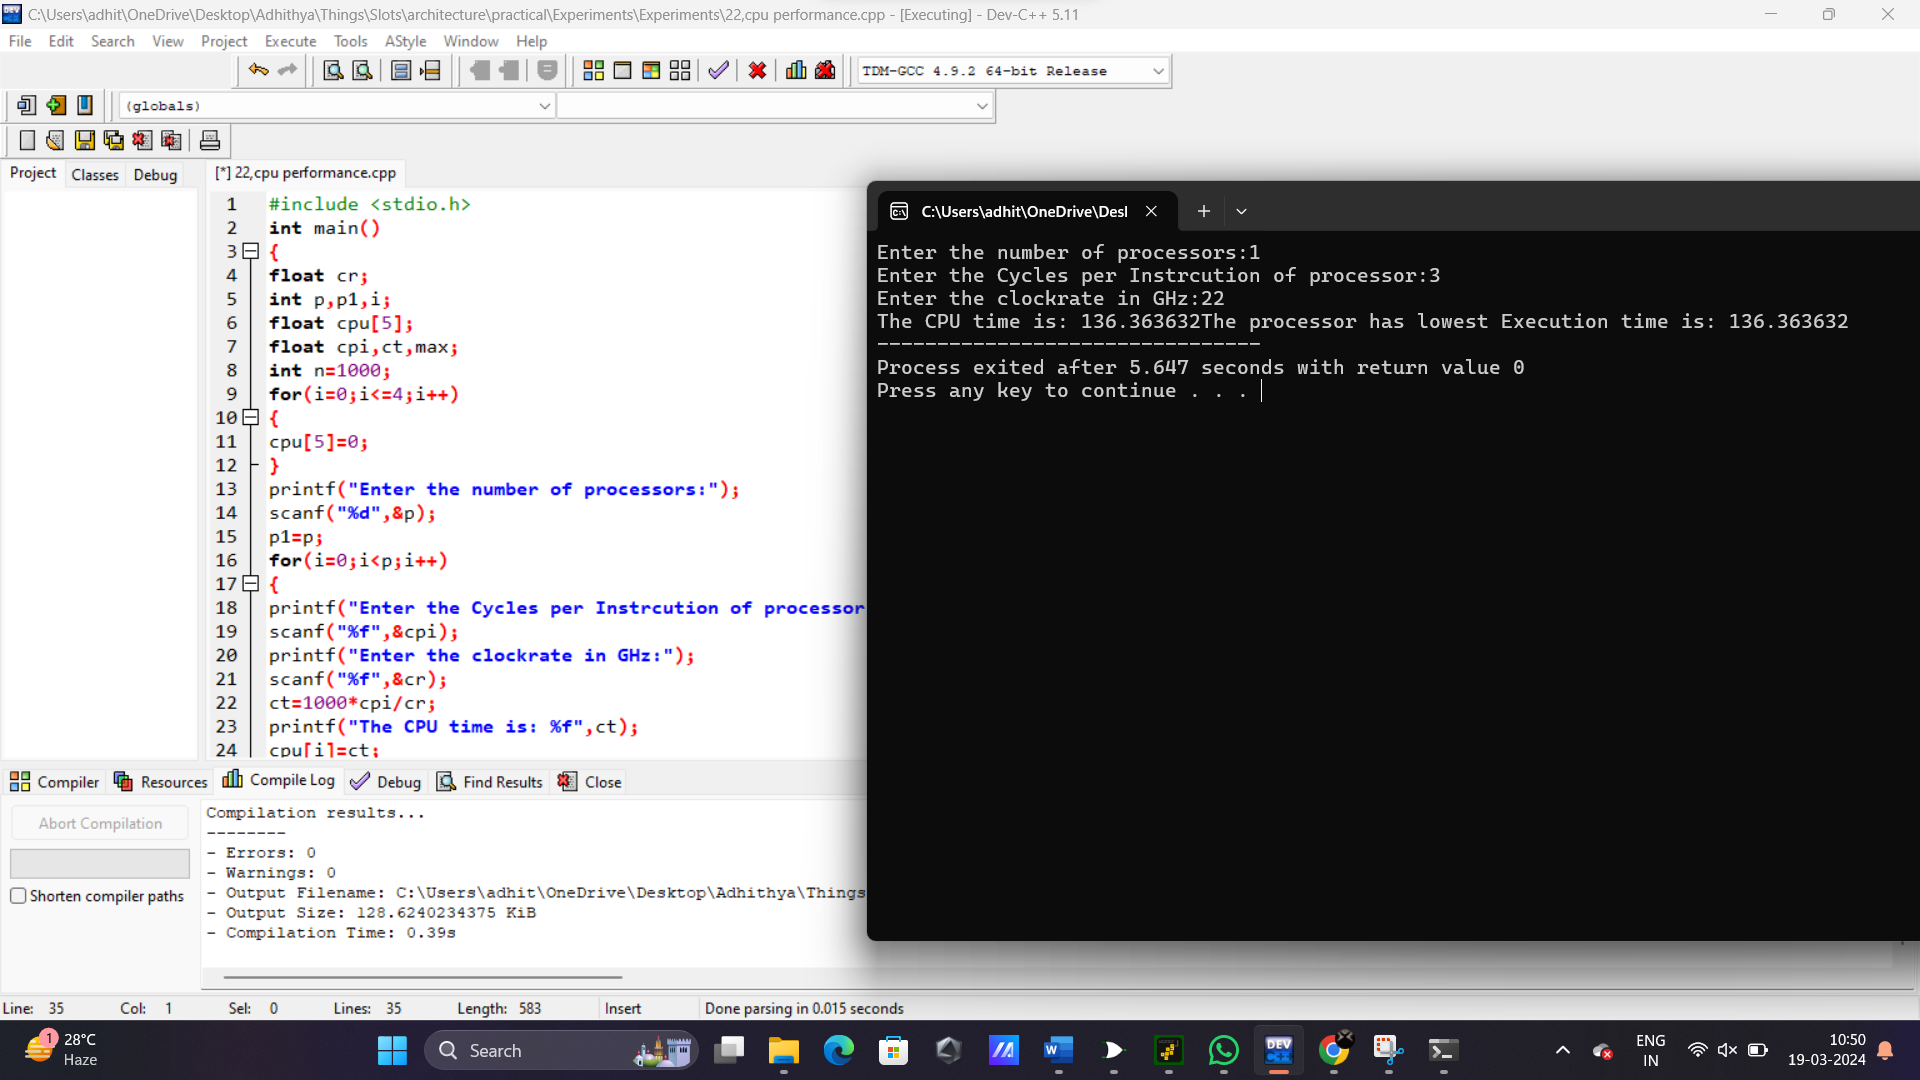 C:\Users\adhit\OneDrive\Desktop\Adhithya\Things\Slots\architecture\practical\Experiments\Experiments\22,cpu performance.cpp - [Executing] - Dev-C++ 5.11
File Edit Search View Project Execute Tools AStyle Window Help
TDM-GCC 4.9.2 64-bit Release
(globals)
Project Classes Debug
[*] 22,cpu performance.cpp
1 #include <stdio.h>
2 int main()
3 {
4 float cr;
5 int p,p1,i;
6 float cpu[5];
7 float cpi,ct,max;
8 int n=1000;
9 for(i=0;i<=4;i++)
10 {
11 cpu[5]=0;
12 }
13 printf("Enter the number of processors:");
14 scanf("%d",&p);
15 p1=p;
16 for(i=0;i<p;i++)
17 {
18 printf("Enter the Cycles per Instrcution of processor
19 scanf("%f",&cpi);
20 printf("Enter the clockrate in GHz:");
21 scanf("%f",&cr);
22 ct=1000*cpi/cr;
23 printf("The CPU time is: %f",ct);
24 cpu[i]=ct;
C:\Users\adhit\OneDrive\Desl
Enter the number of processors:1
Enter the Cycles per Instrcution of processor:3
Enter the clockrate in GHz:22
The CPU time is: 136.363632The processor has lowest Execution time is: 136.363632
--------------------------------
Process exited after 5.647 seconds with return value 0
Press any key to continue . . .
Compiler Resources Compile Log Debug Find Results Close
Abort Compilation
Shorten compiler paths
Compilation results...
--------
- Errors: 0
- Warnings: 0
- Output Filename: C:\Users\adhit\OneDrive\Desktop\Adhithya\Things
- Output Size: 128.6240234375 KiB
- Compilation Time: 0.39s
Line: 35 Col: 1 Sel: 0 Lines: 35 Length: 583 Insert Done parsing in 0.015 seconds
1
28°C
Haze
Search
DEV
C++
ENG
IN
10:50
19-03-2024